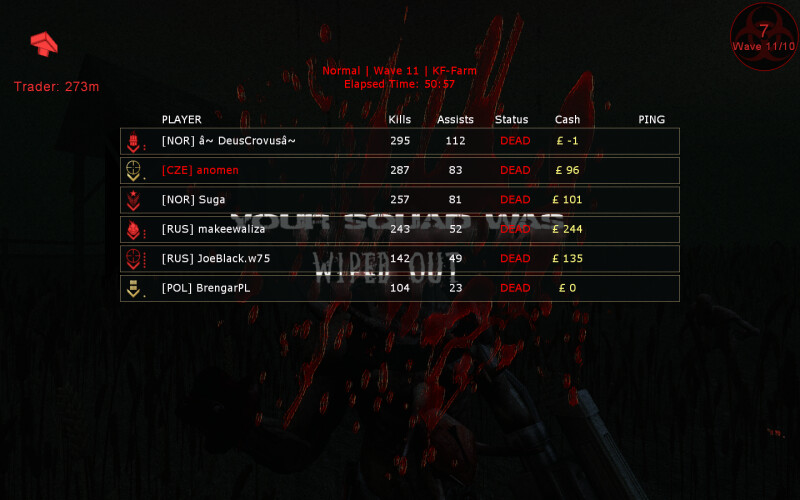 7
Wave 11/10
Trader: 273m
Normal | Wave 11 | KF-Farm
Elapsed Time: 50:57
PLAYER Kills Assists Status Cash PING
[NOR] â~ DeusCrovusâ~ 295 112 DEAD £ -1
[CZE] anomen 287 83 DEAD £ 96
[NOR] Suga 257 81 DEAD £ 101
YOUR SQUAD WAS
[RUS] makeewaliza 243 52 DEAD £ 244
[RUS] JoeBlack.w75 142 49 DEAD £ 135
WIPED OUT
[POL] BrengarPL 104 23 DEAD £ 0